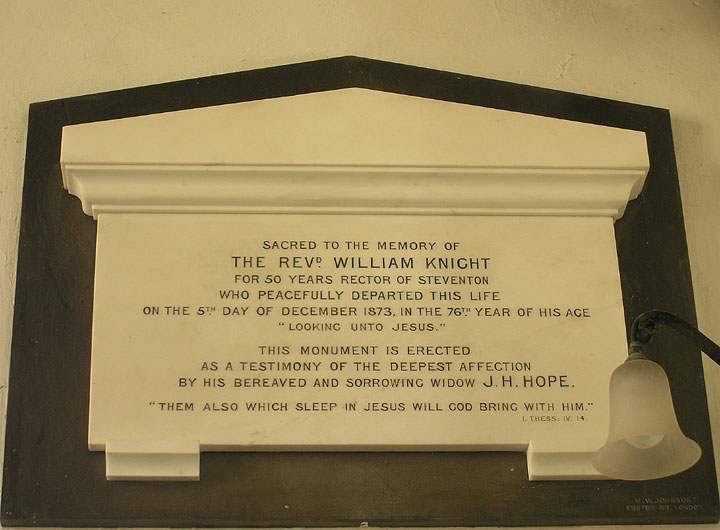 SACRED TO THE MEMORY OF
THE REVD. WILLIAM KNIGHT
FOR 50 YEARS RECTOR OF STEVENTON
WHO PEACEFULLY DEPARTED THIS LIFE
ON THE 5TH DAY OF DECEMBER 1873, IN THE 76TH YEAR OF HIS AGE
"LOOKING UNTO JESUS."
THIS MONUMENT IS ERECTED
AS A TESTIMONY OF THE DEEPEST AFFECTION
BY HIS BEREAVED AND SORROWING WIDOW J.H. HOPE.
"THEM ALSO WHICH SLEEP IN JESUS WILL GOD BRING WITH HIM."
I. THESS. IV. 14.
LONDON